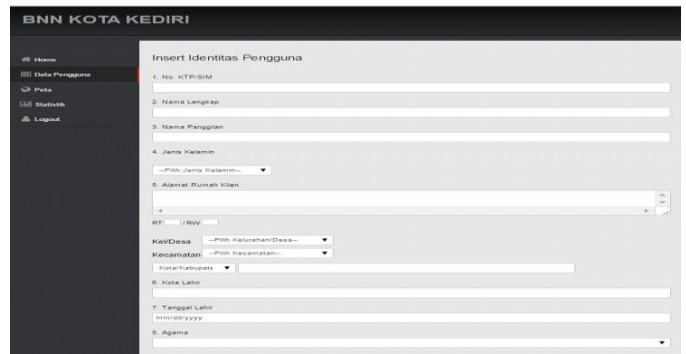 BNN KOTA KEDIRI
Home
Data Pengguna
Peta
Statistik
Logout
Insert Identitas Pengguna
1. No. KTP/SIM
2. Nama Lengkap
3. Nama Panggilan
4. Jenis Kelamin
--Pilih Jenis Kelamin--
5. Alamat Rumah Klien
RT /RW
Kel/Desa --Pilih Kelurahan/Desa--
Kecamatan --Pilih Kecamatan--
Kota/Kabupate
6. Kota Lahir
7. Tanggal Lahir
mm/dd/yyyy
8. Agama